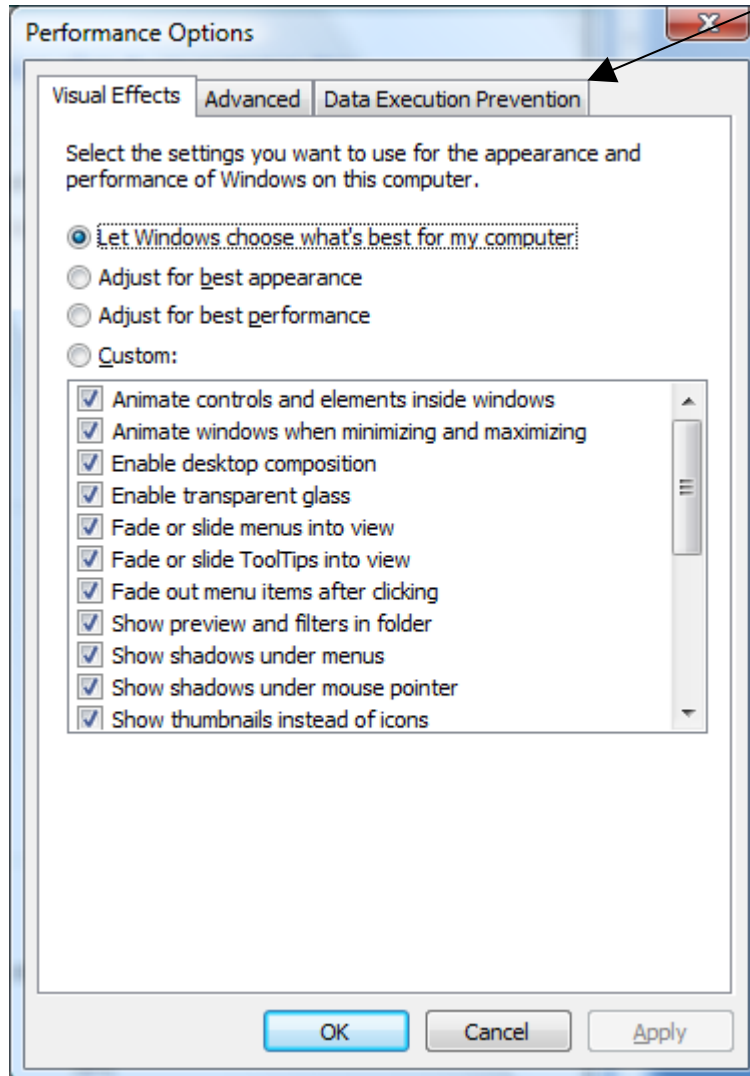 Performance Options
Visual Effects Advanced Data Execution Prevention
Select the settings you want to use for the appearance and
performance of Windows on this computer.
Let Windows choose what's best for my computer
Adjust for best appearance
Adjust for best performance
Custom:
Animate controls and elements inside windows
Animate windows when minimizing and maximizing
Enable desktop composition
Enable transparent glass
Fade or slide menus into view
Fade or slide ToolTips into view
Fade out menu items after clicking
Show preview and filters in folder
Show shadows under menus
Show shadows under mouse pointer
Show thumbnails instead of icons
OK Cancel Apply